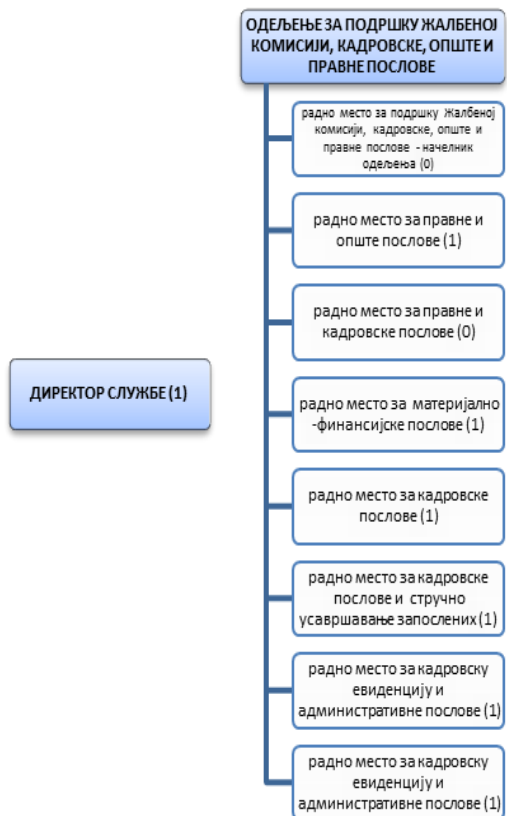 ОДЕЉЕЊЕ ЗА ПОДРШКУ ЖАЛБЕНОЈ
КОМИСИЈИ, КАДРОВСКЕ, ОПШТЕ И
ПРАВНЕ ПОСЛОВЕ
радно место за подршку Жалбеној
комисији, кадровске, опште и
правне послове - начелник
одељења (0)
радно место за правне и
опште послове (1)
радно место за правне и
кадровске послове (0)
ДИРЕКТОР СЛУЖБЕ (1)
радно место за материјално
-финансијске послове (1)
радно место за кадровске
послове (1)
радно место за кадровске
послове и стручно
усавршавање запослених (1)
радно место за кадровску
евиденцију и
административне послове (1)
радно место за кадровску
евиденцију и
административне послове (1)